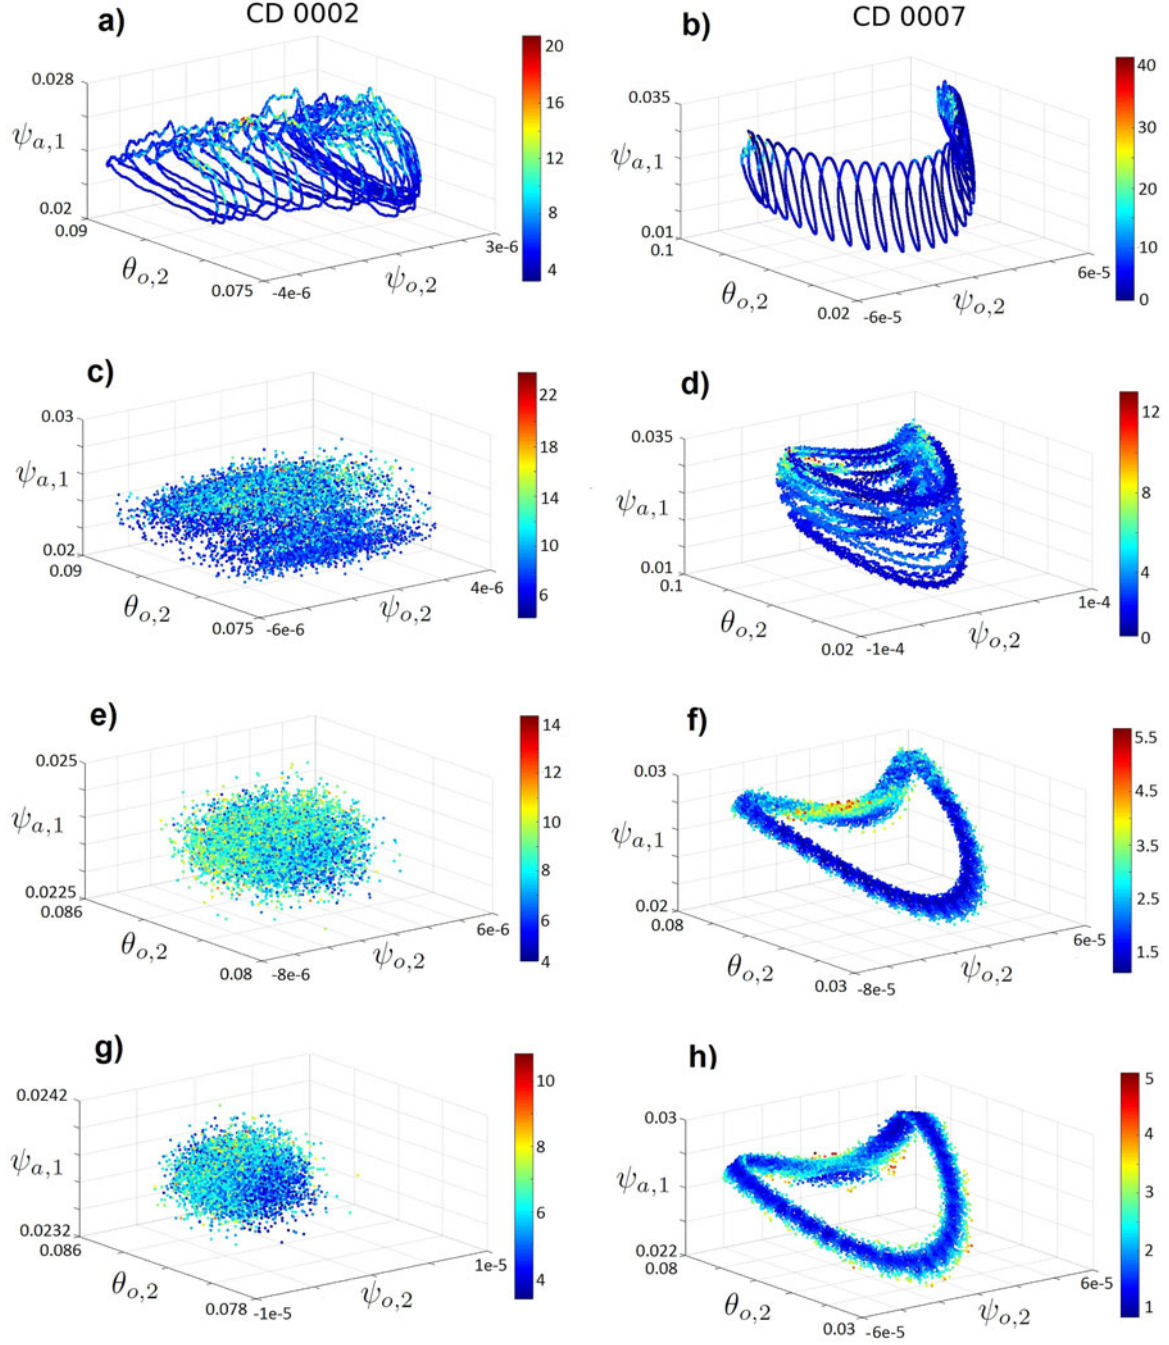 CD 0002
CD 0007
a)
20
16
12
8
4
0.028
ψa,1
0.02
0.09
θo,2
0.075
-4e-6
ψo,2
3e-6
b)
40
30
20
10
0
0.035
ψa,1
0.01
0.1
θo,2
0.02
-6e-5
ψo,2
6e-5
c)
22
18
14
10
6
0.03
ψa,1
0.02
0.09
θo,2
0.075
-6e-6
ψo,2
4e-6
d)
12
8
4
0
0.035
ψa,1
0.01
0.1
θo,2
0.02
-1e-4
ψo,2
1e-4
e)
14
12
10
8
6
4
0.025
ψa,1
0.0225
0.086
θo,2
0.08
-8e-6
ψo,2
6e-6
f)
5.5
4.5
3.5
2.5
1.5
0.03
ψa,1
0.02
0.08
θo,2
0.03
-8e-5
ψo,2
6e-5
g)
10
8
6
4
0.0242
ψa,1
0.0232
0.086
θo,2
0.078
-1e-5
ψo,2
1e-5
h)
5
4
3
2
1
0.03
ψa,1
0.022
0.08
θo,2
0.03
-6e-5
ψo,2
6e-5